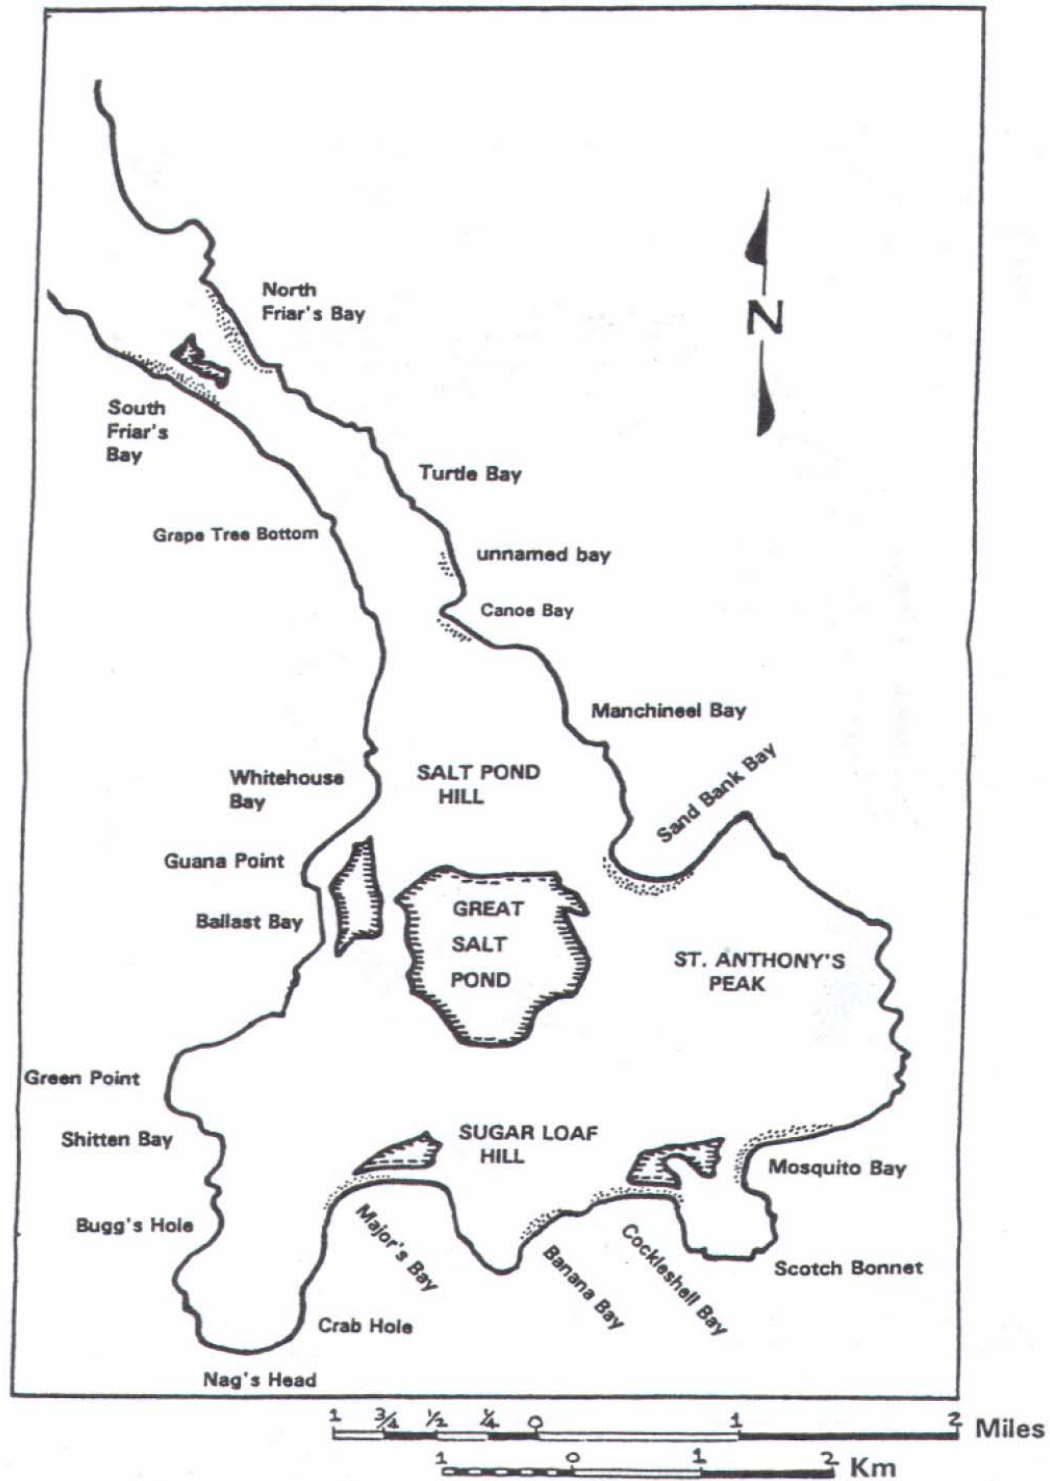 North
Friar's Bay
N
South
Friar's
Bay
Turtle Bay
Grape Tree Bottom
unnamed bay
Canoe Bay
Manchineel Bay
Sand Bank Bay
SALT POND
HILL
Whitehouse
Bay
Guana Point
Ballast Bay
GREAT
SALT
POND
ST. ANTHONY'S
PEAK
Green Point
Shitten Bay
SUGAR LOAF
HILL
Mosquito Bay
Bugg's Hole
Major's Bay
Banana Bay
Cockleshell Bay
Scotch Bonnet
Crab Hole
Nag's Head
1 3/4 1/2 1/4 0 1 2 Miles
1 0 1 2 Km